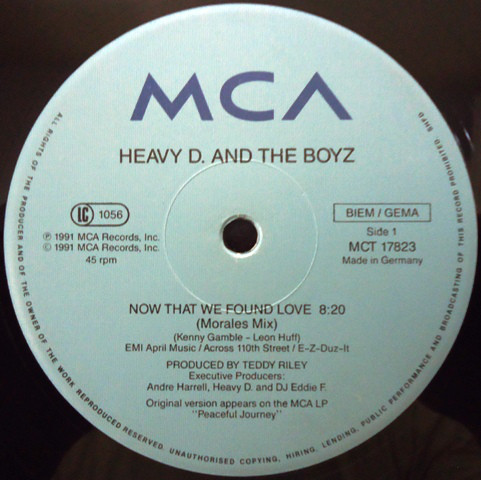 MCA
HEAVY D. AND THE BOYZ
LC 1056
BIEM / GEMA
Side 1
℗ 1991 MCA Records, Inc.
© 1991 MCA Records, Inc.
MCT 17823
45 rpm
Made in Germany
NOW THAT WE FOUND LOVE 8:20
(Morales Mix)
(Kenny Gamble – Leon Huff)
EMI April Music / Across 110th Street / E-Z-Duz-It
PRODUCED BY TEDDY RILEY
Executive Producers:
Andre Harrell, Heavy D. and DJ Eddie F.
Original version appears on the MCA LP
"Peaceful Journey"
ALL RIGHTS OF THE PRODUCER AND OF THE OWNER OF THE WORK REPRODUCED RESERVED. UNAUTHORISED COPYING, HIRING, LENDING, PUBLIC PERFORMANCE AND BROADCASTING OF THIS RECORD PROHIBITED. SHFD